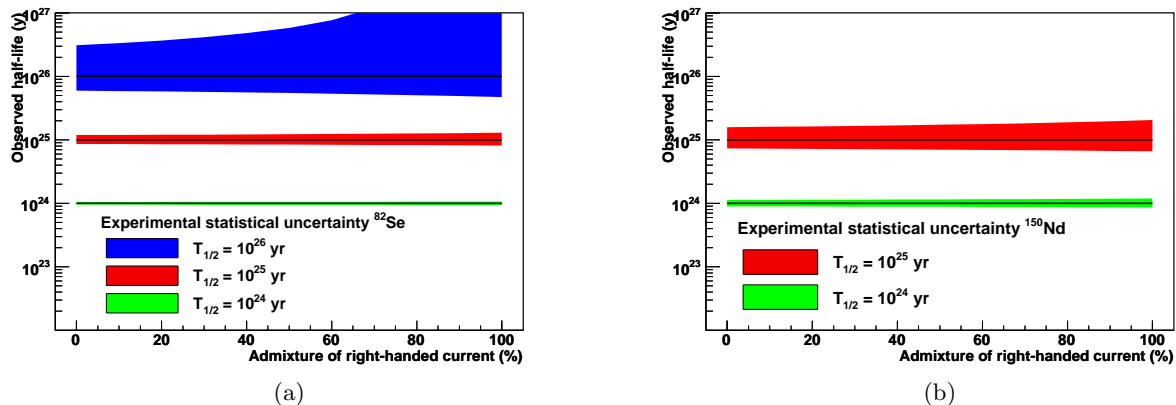 Observed half-life (y)
10^27
10^26
10^25
10^24
10^23
Experimental statistical uncertainty ^82Se
T_1/2 = 10^26 yr
T_1/2 = 10^25 yr
T_1/2 = 10^24 yr
0 20 40 60 80 100
Admixture of right-handed current (%)
(a)
Observed half-life (y)
10^27
10^26
10^25
10^24
10^23
Experimental statistical uncertainty ^150Nd
T_1/2 = 10^25 yr
T_1/2 = 10^24 yr
0 20 40 60 80 100
Admixture of right-handed current (%)
(b)